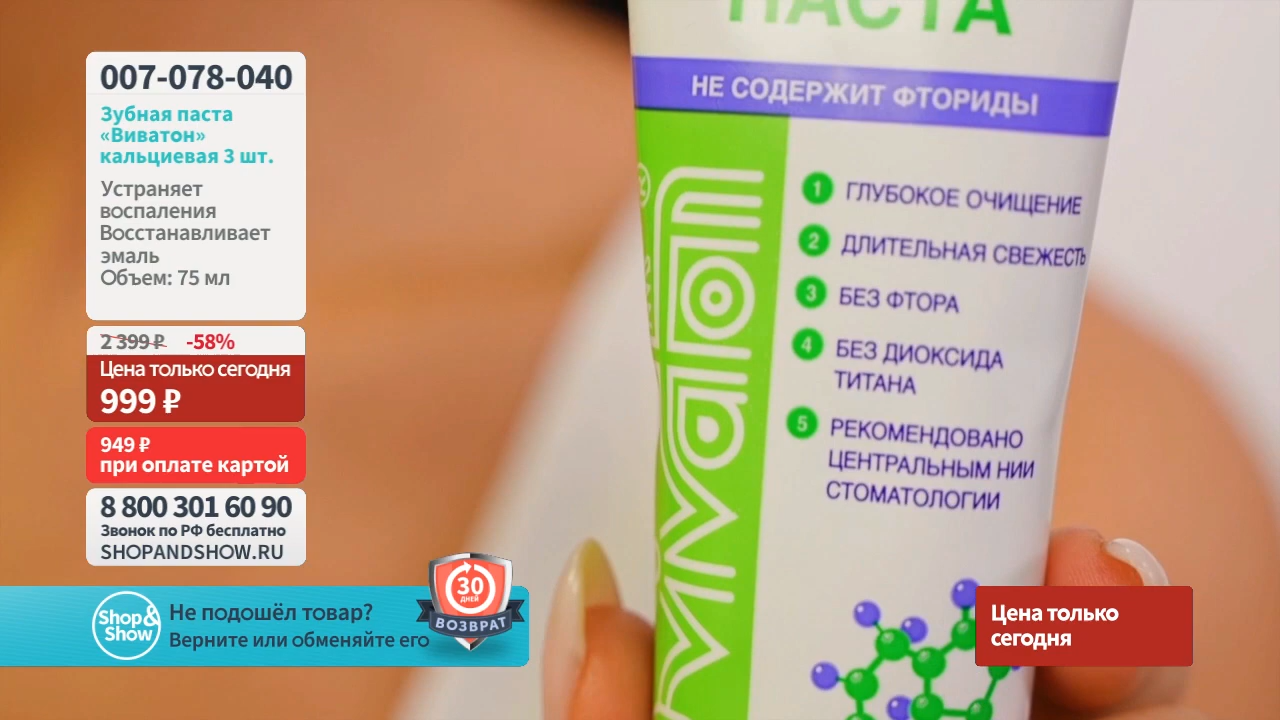 007-078-040
Зубная паста
«Виватон»
кальциевая 3 шт.
Устраняет
воспаления
Восстанавливает
эмаль
Объем: 75 мл
2 399 ₽ -58%
Цена только сегодня
999 ₽
949 ₽
при оплате картой
8 800 301 60 90
Звонок по РФ бесплатно
SHOPANDSHOW.RU
Shop&
Show
Не подошёл товар?
Верните или обменяйте его
30
ДНЕЙ
ВОЗВРАТ
ПАСТА
НЕ СОДЕРЖИТ ФТОРИДЫ
1 ГЛУБОКОЕ ОЧИЩЕНИЕ
2 ДЛИТЕЛЬНАЯ СВЕЖЕСТЬ
3 БЕЗ ФТОРА
4 БЕЗ ДИОКСИДА
ТИТАНА
5 РЕКОМЕНДОВАНО
ЦЕНТРАЛЬНЫМ НИИ
СТОМАТОЛОГИИ
Цена только
сегодня